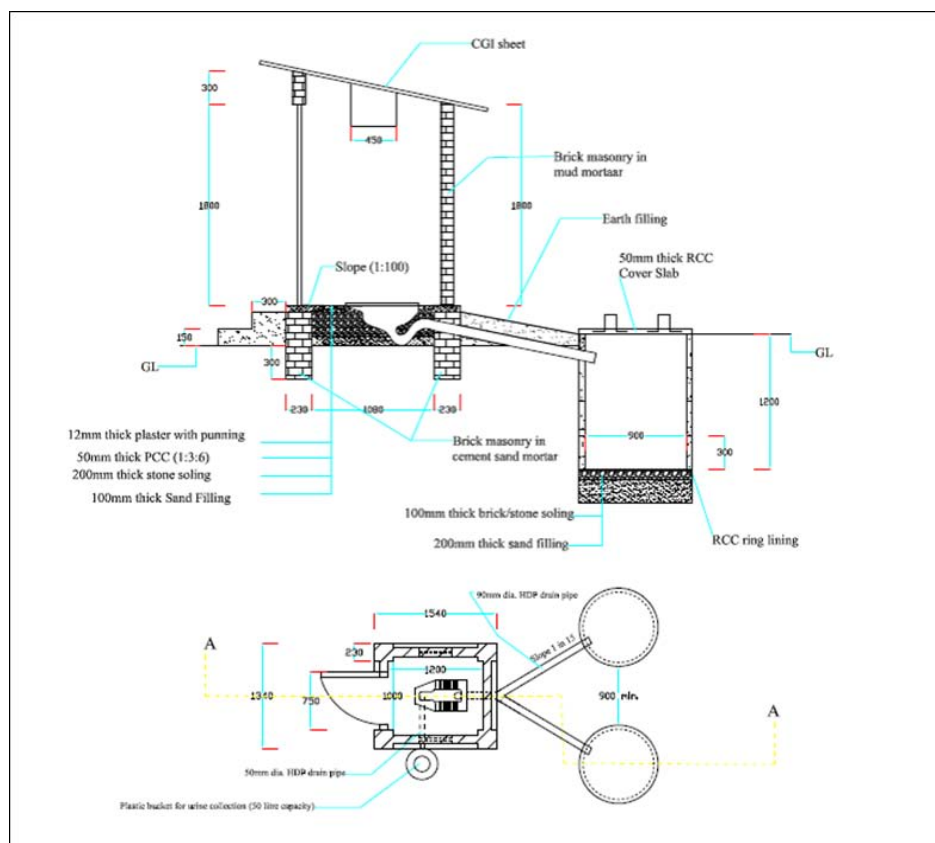 CGI sheet
300
450
Brick masonry in
mud mortaar
1800
1800
Earth filling
50mm thick RCC
Cover Slab
Slope (1:100)
300
150
GL
300
GL
1200
230
1080
230
900
300
12mm thick plaster with punning
50mm thick PCC (1:3:6)
200mm thick stone soling
100mm thick Sand Filling
Brick masonry in
cement sand mortar
100mm thick brick/stone soling
200mm thick sand filling
RCC ring lining
90mm dia. HDP drain pipe
1540
A
230
Slope 1 in 15
1200
1340
750
1000
900 min.
A
50mm dia. HDP drain pipe
Plastic bucket for urine collection (50 litre capacity)